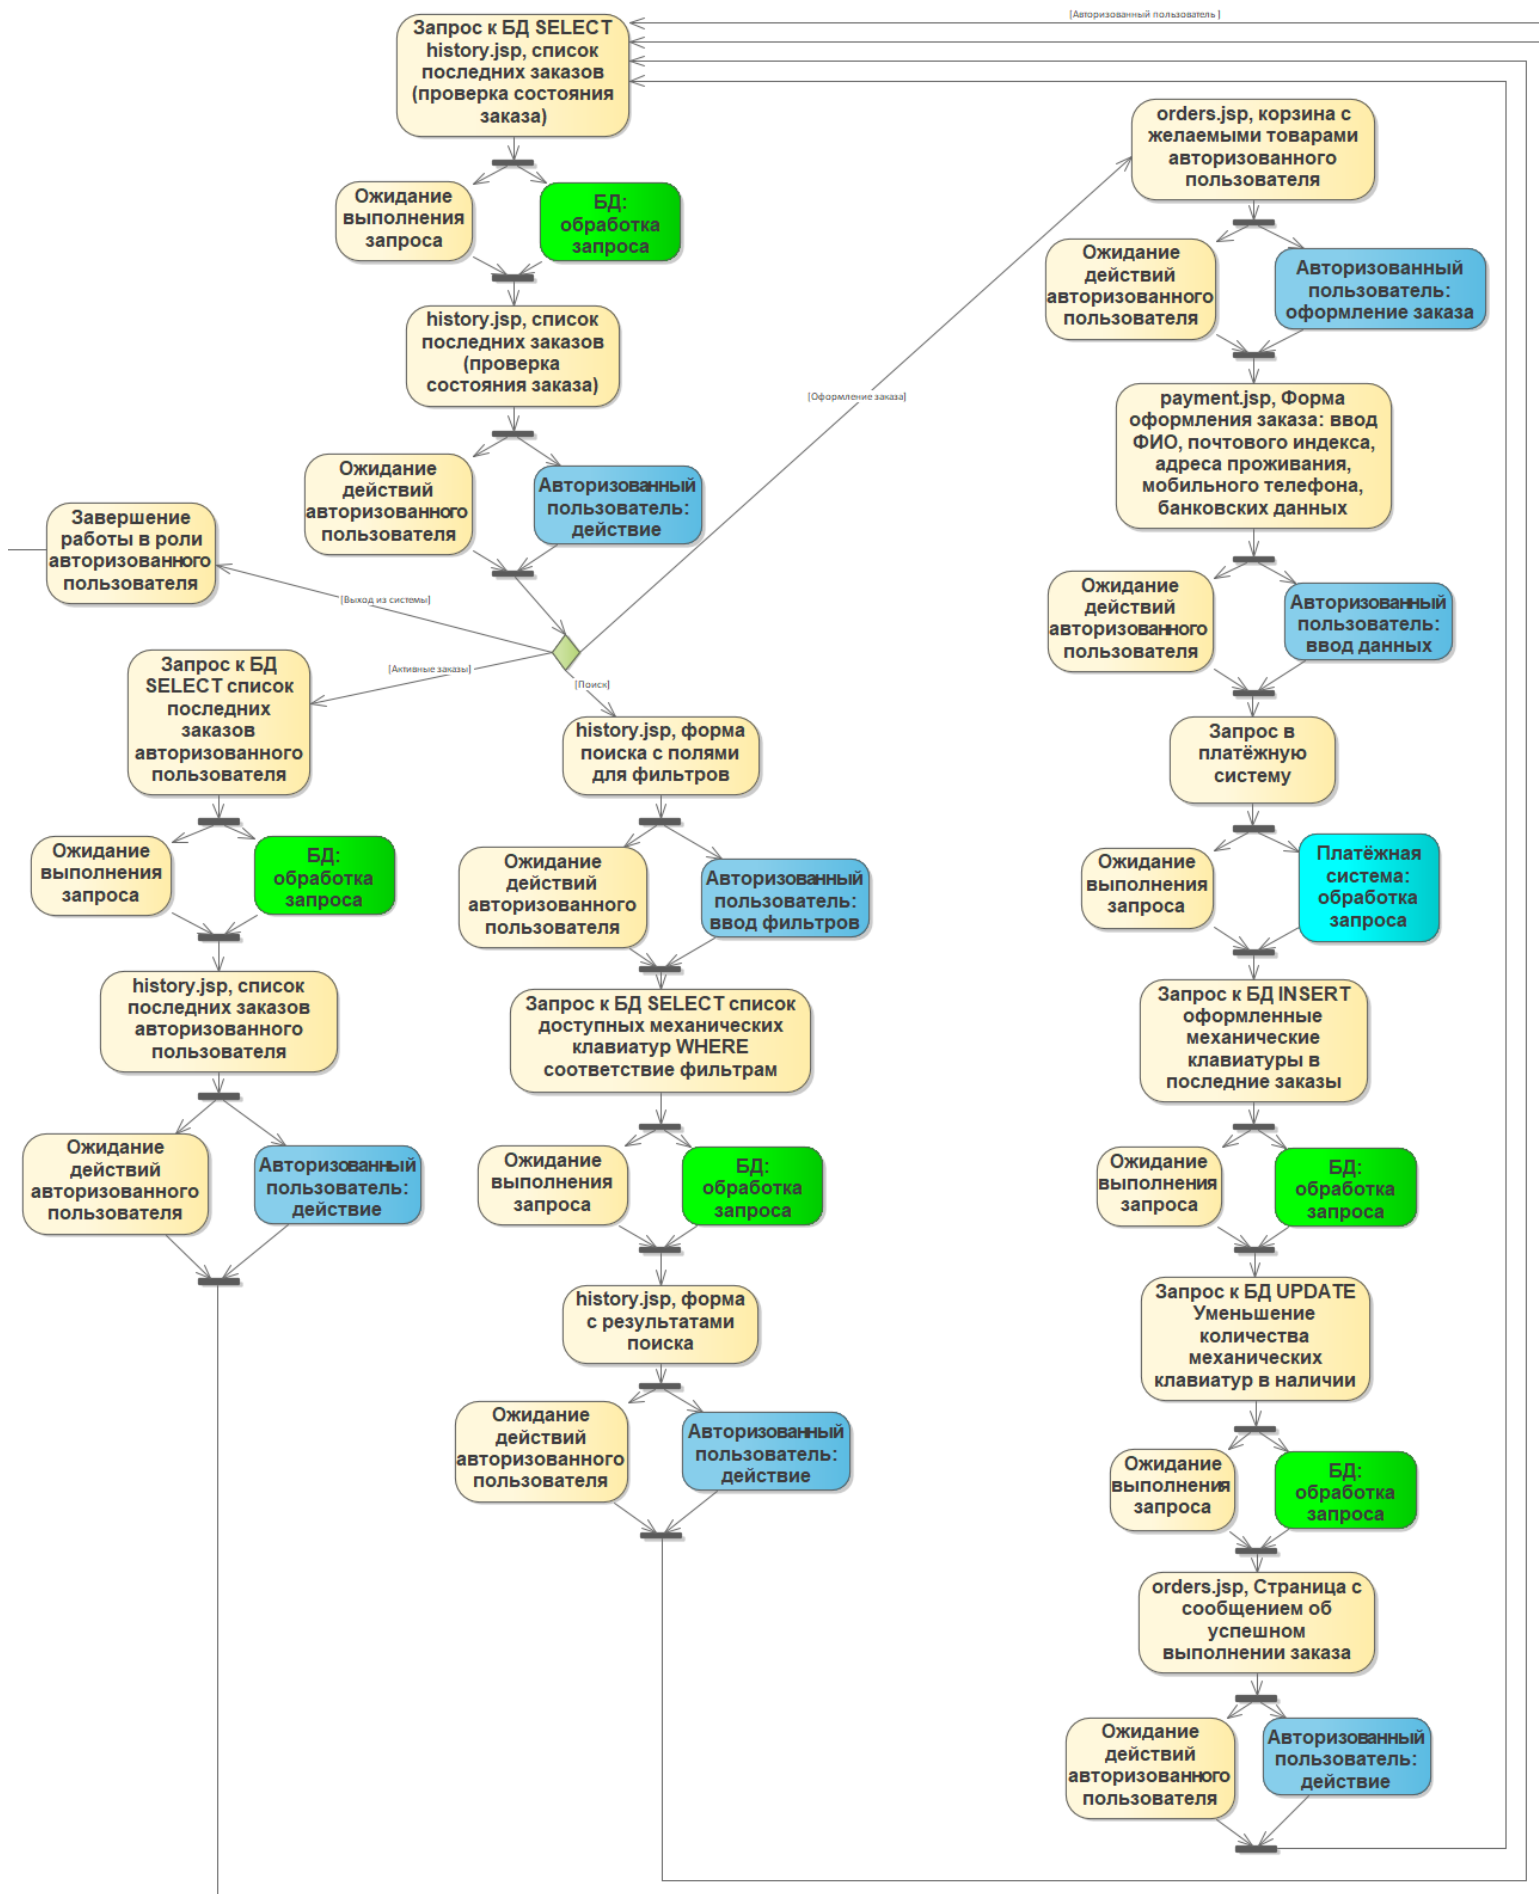 [Авторизованный пользователь ]
Запрос к БД SELECT
history.jsp, список
последних заказов
(проверка состояния
заказа)
Ожидание
выполнения
запроса
БД:
обработка
запроса
history.jsp, список
последних заказов
(проверка
состояния заказа)
Ожидание
действий
авторизованного
пользователя
Авторизованный
пользователь:
действие
Завершение
работы в роли
авторизованного
пользователя
[Выход из системы]
[Активные заказы]
[Поиск]
[Оформление заказа]
Запрос к БД
SELECT список
последних
заказов
авторизованного
пользователя
Ожидание
выполнения
запроса
БД:
обработка
запроса
history.jsp, список
последних заказов
авторизованного
пользователя
Ожидание
действий
авторизованного
пользователя
Авторизованный
пользователь:
действие
history.jsp, форма
поиска с полями
для фильтров
Ожидание
действий
авторизованного
пользователя
Авторизованный
пользователь:
ввод фильтров
Запрос к БД SELECT список
доступных механических
клавиатур WHERE
соответствие фильтрам
Ожидание
выполнения
запроса
БД:
обработка
запроса
history.jsp, форма
с результатами
поиска
Ожидание
действий
авторизованного
пользователя
Авторизованный
пользователь:
действие
orders.jsp, корзина с
желаемыми товарами
авторизованного
пользователя
Ожидание
действий
авторизованного
пользователя
Авторизованный
пользователь:
оформление заказа
payment.jsp, Форма
оформления заказа: ввод
ФИО, почтового индекса,
адреса проживания,
мобильного телефона,
банковских данных
Ожидание
действий
авторизованного
пользователя
Авторизованный
пользователь:
ввод данных
Запрос в
платёжную
систему
Ожидание
выполнения
запроса
Платёжная
система:
обработка
запроса
Запрос к БД INSERT
оформленные
механические
клавиатуры в
последние заказы
Ожидание
выполнения
запроса
БД:
обработка
запроса
Запрос к БД UPDATE
Уменьшение
количества
механических
клавиатур в наличии
Ожидание
выполнения
запроса
БД:
обработка
запроса
orders.jsp, Страница с
сообщением об
успешном
выполнении заказа
Ожидание
действий
авторизованного
пользователя
Авторизованный
пользователь:
действие